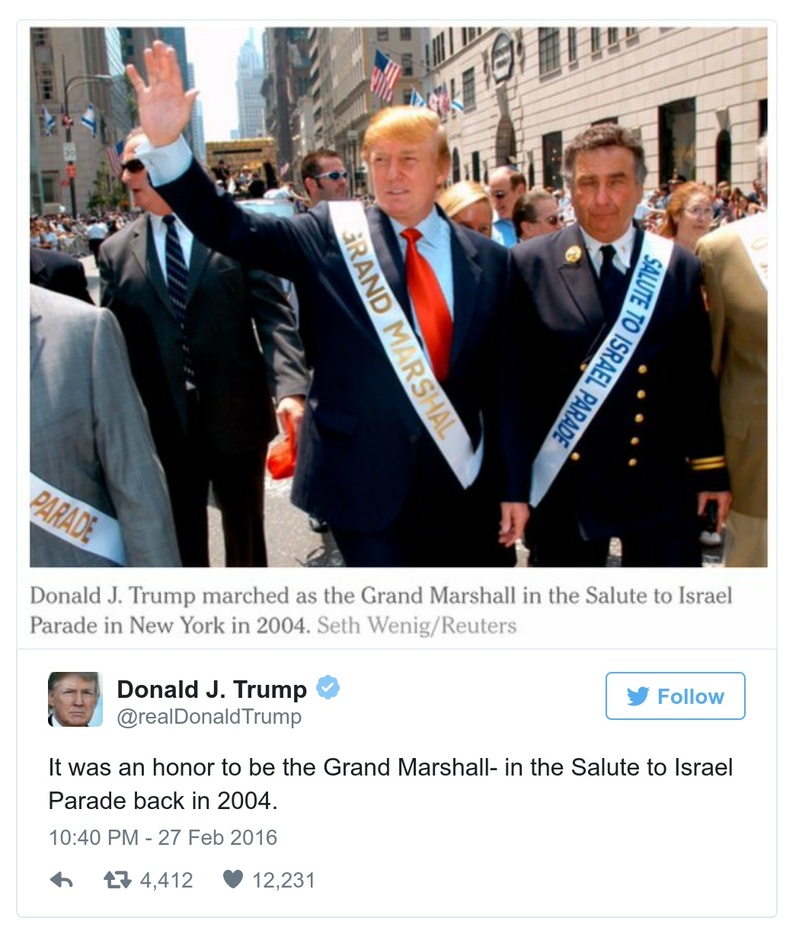 GRAND MARSHAL
SALUTE TO ISRAEL PARADE
PARADE
Donald J. Trump marched as the Grand Marshall in the Salute to Israel
Parade in New York in 2004. Seth Wenig/Reuters
Donald J. Trump
@realDonaldTrump
Follow
It was an honor to be the Grand Marshall- in the Salute to Israel
Parade back in 2004.
10:40 PM - 27 Feb 2016
4,412 12,231